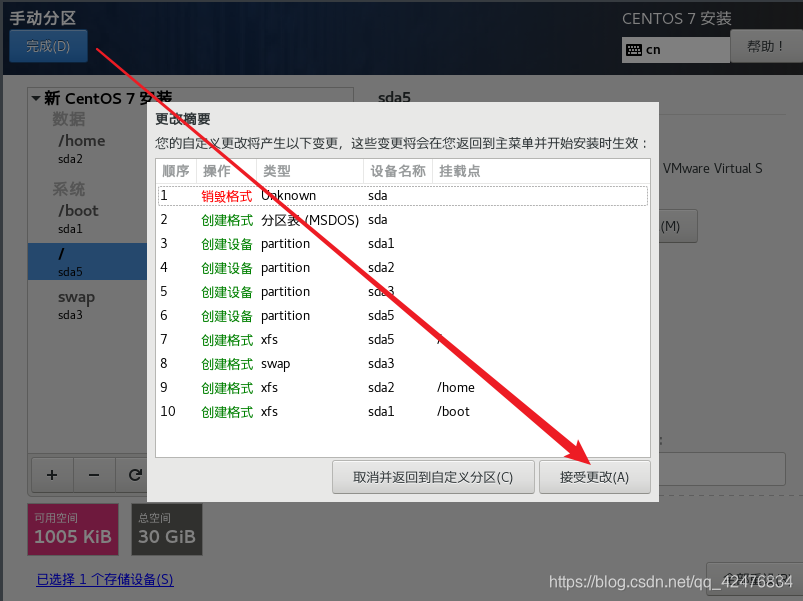 手动分区
CENTOS 7 安装
完成(D)
cn
帮助！
新 CentOS 7 安装
sda5
数据
/home
sda2
系统
/boot
sda1
/
sda5
swap
sda3
VMware Virtual S
(M)
更改摘要
您的自定义更改将产生以下变更，这些变更将会在您返回到主菜单并开始安装时生效：
顺序 操作 类型 设备名称 挂载点
1 销毁格式 Unknown sda
2 创建格式 分区表 (MSDOS) sda
3 创建设备 partition sda1
4 创建设备 partition sda2
5 创建设备 partition sda3
6 创建设备 partition sda5
7 创建格式 xfs sda5 /
8 创建格式 swap sda3
9 创建格式 xfs sda2 /home
10 创建格式 xfs sda1 /boot
取消并返回到自定义分区(C)
接受更改(A)
可用空间
1005 KiB
总空间
30 GiB
已选择 1 个存储设备(S)
https://blog.csdn.net/qq_42476834